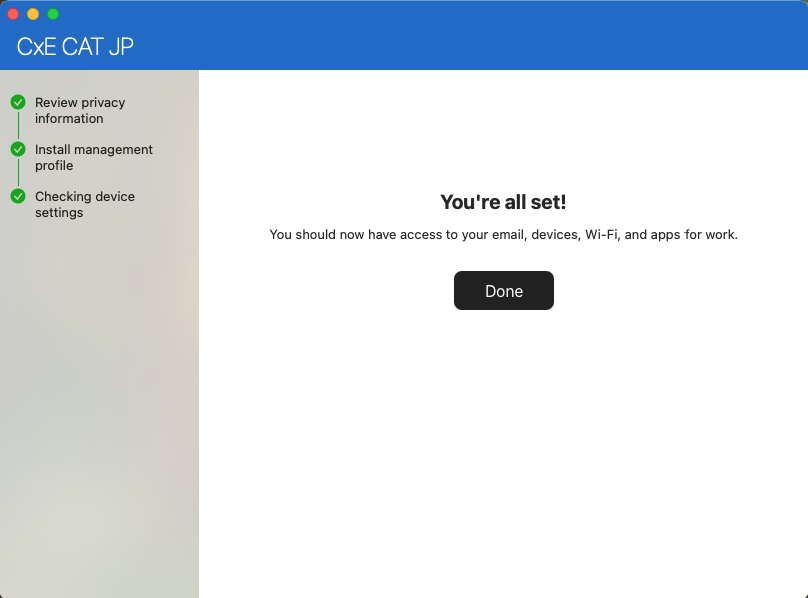 CxE CAT JP
Review privacy
information
Install management
profile
Checking device
settings
You're all set!
You should now have access to your email, devices, Wi-Fi, and apps for work.
Done